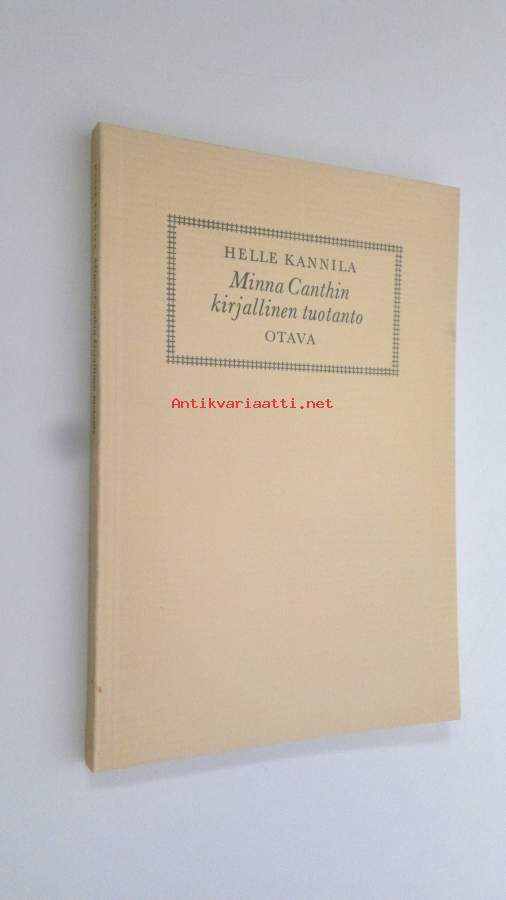 HELLE KANNILA
Minna Canthin
kirjallinen tuotanto
OTAVA
Antikvariaatti.net